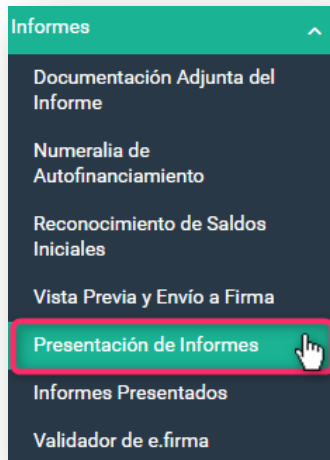 Informes
Documentación Adjunta del
Informe
Numeralia de
Autofinanciamiento
Reconocimiento de Saldos
Iniciales
Vista Previa y Envío a Firma
Presentación de Informes
Informes Presentados
Validador de e.firma